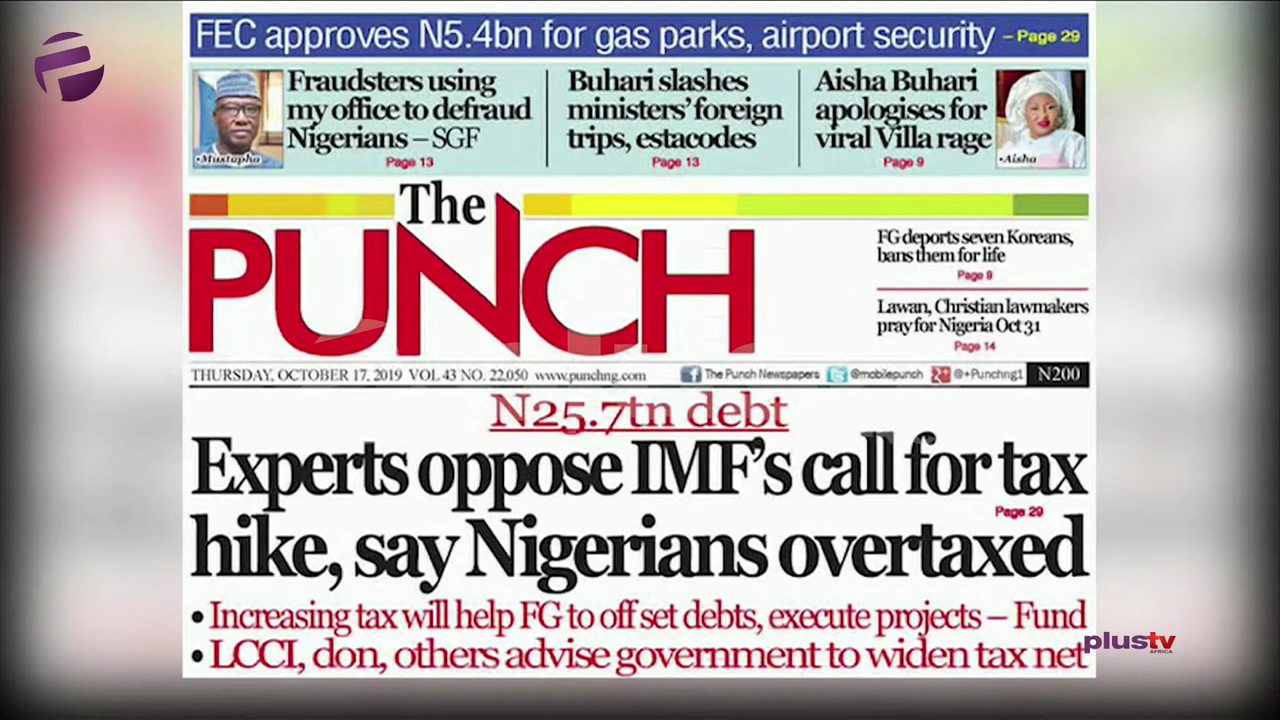 FEC approves N5.4bn for gas parks, airport security – Page 29
Fraudsters using
my office to defraud
Nigerians – SGF
Page 13
•Mustapha
Buhari slashes
ministers' foreign
trips, estacodes
Page 13
Aisha Buhari
apologises for
viral Villa rage
Page 9
•Aisha
The
PUNCH
FG deports seven Koreans,
bans them for life
Page 9
Lawan, Christian lawmakers
pray for Nigeria Oct 31
Page 14
THURSDAY, OCTOBER 17, 2019 VOL 43 NO. 22,050 www.punchng.com The Punch Newspapers @mobilepunch @+Punchng1 N200
N25.7tn debt
Experts oppose IMF's call for tax
Page 29
hike, say Nigerians overtaxed
• Increasing tax will help FG to off set debts, execute projects – Fund
• LCCI, don, others advise government to widen tax net
plustv
AFRICA